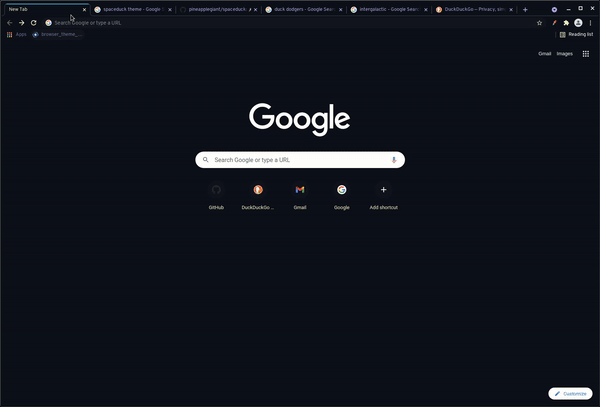 New Tab
spaceduck theme - Google
pineapplegiant/spaceduck:
duck dodgers - Google Sear
intergalactic - Google Sear
DuckDuckGo — Privacy, sim
Search Google or type a URL
Apps
browser_theme_...
Reading list
Gmail
Images
Google
Search Google or type a URL
GitHub
DuckDuckGo ...
Gmail
Google
Add shortcut
Customize